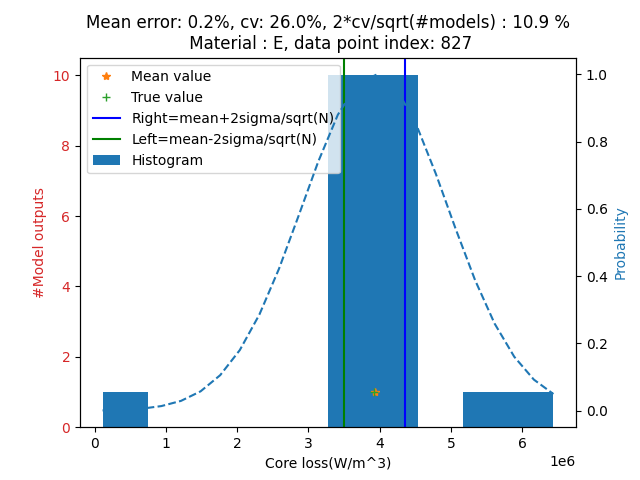 Mean error: 0.2%, cv: 26.0%, 2*cv/sqrt(#models) : 10.9 %
Material : E, data point index: 827
Mean value
True value
Right=mean+2sigma/sqrt(N)
Left=mean-2sigma/sqrt(N)
Histogram
#Model outputs
10
8
6
4
2
0
1.0
0.8
0.6
0.4
0.2
0.0
Probability
0 1 2 3 4 5 6
1e6
Core loss(W/m^3)